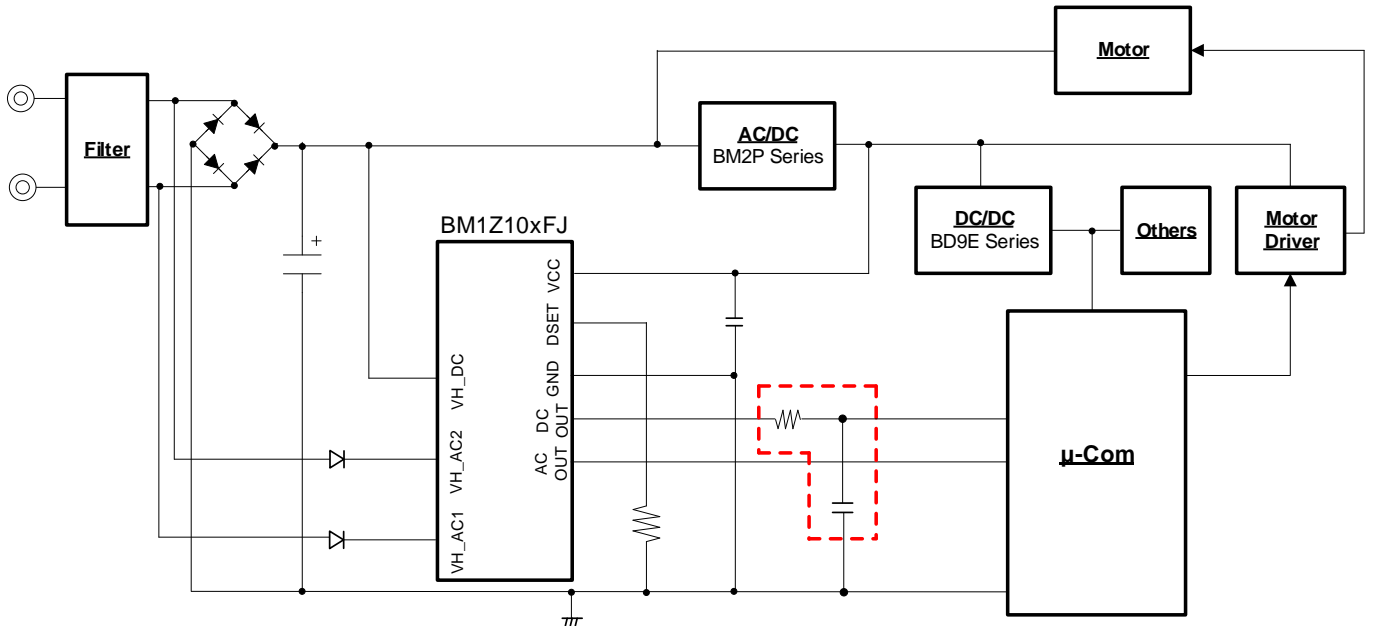 Motor
Filter
AC/DC
BM2P Series
DC/DC
BD9E Series
Others
Motor
Driver
BM1Z10xFJ
+
VCC
DSET
GND
DC
OUT
AC
OUT
VH_DC
VH_AC2
VH_AC1
µ-Com